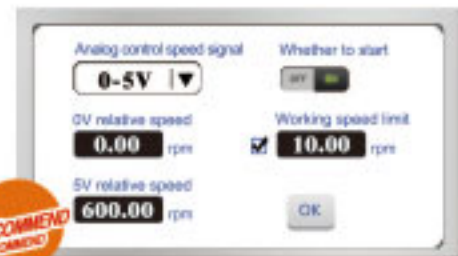 Analog control speed signal
Whether to start
0-5V
OFF ON
0V relative speed
Working speed limit
0.00 rpm
10.00 rpm
5V relative speed
600.00 rpm
OK
COMMEND